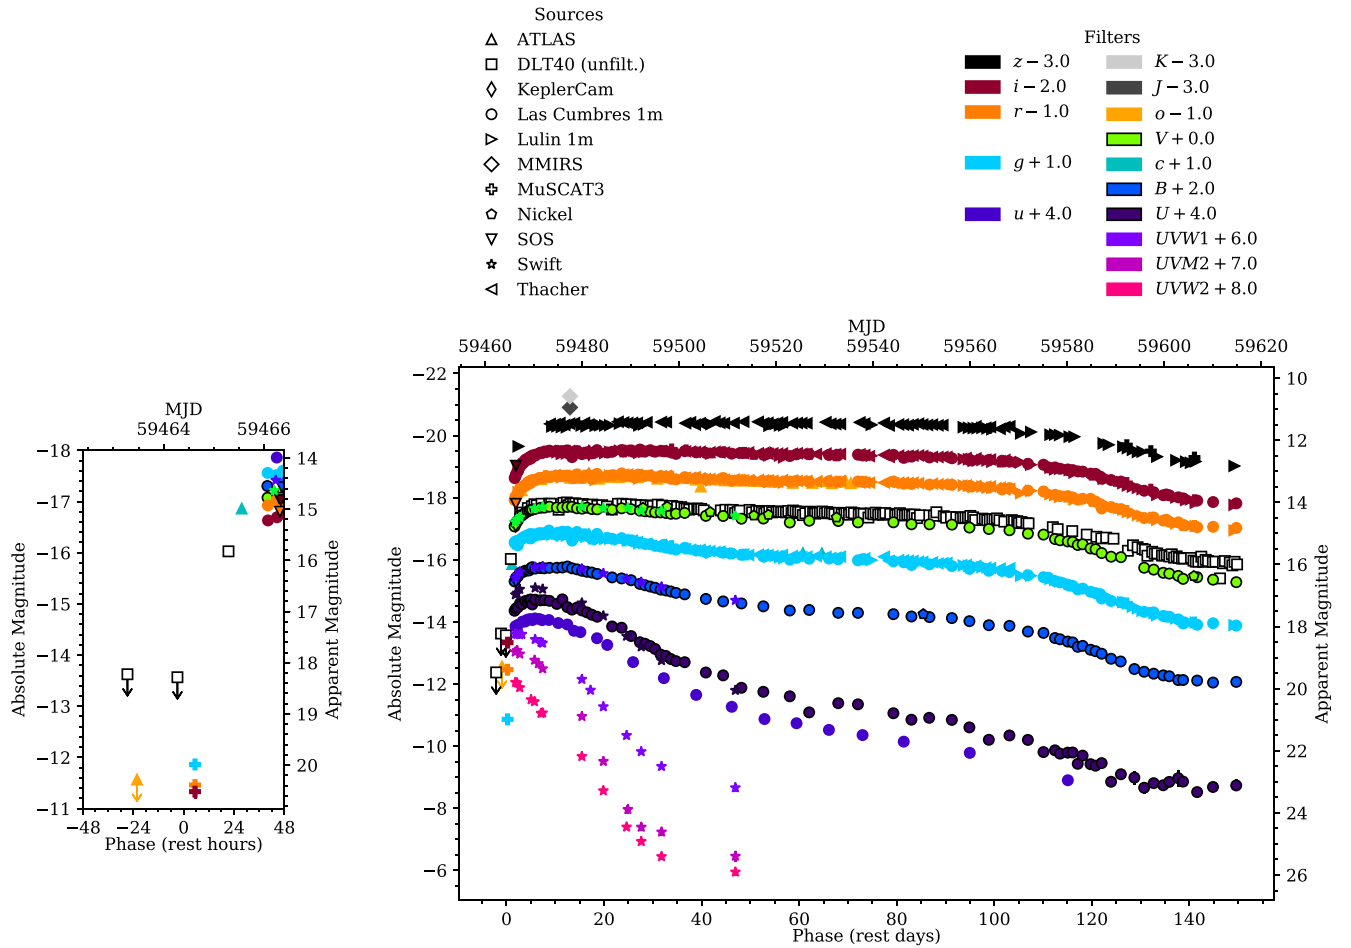 Sources
ATLAS
DLT40 (unfilt.)
KeplerCam
Las Cumbres 1m
Lulin 1m
MMIRS
MuSCAT3
Nickel
SOS
Swift
Thacher
Filters
z − 3.0
i − 2.0
r − 1.0
g + 1.0
u + 4.0
K − 3.0
J − 3.0
o − 1.0
V + 0.0
c + 1.0
B + 2.0
U + 4.0
UVW1 + 6.0
UVM2 + 7.0
UVW2 + 8.0
MJD
59464 59466
−18
−17
−16
−15
−14
−13
−12
−11
Absolute Magnitude
14
15
16
17
18
19
20
Apparent Magnitude
−48 −24 0 24 48
Phase (rest hours)
MJD
59460 59480 59500 59520 59540 59560 59580 59600 59620
−22
−20
−18
−16
−14
−12
−10
−8
−6
Absolute Magnitude
10
12
14
16
18
20
22
24
26
Apparent Magnitude
0 20 40 60 80 100 120 140
Phase (rest days)